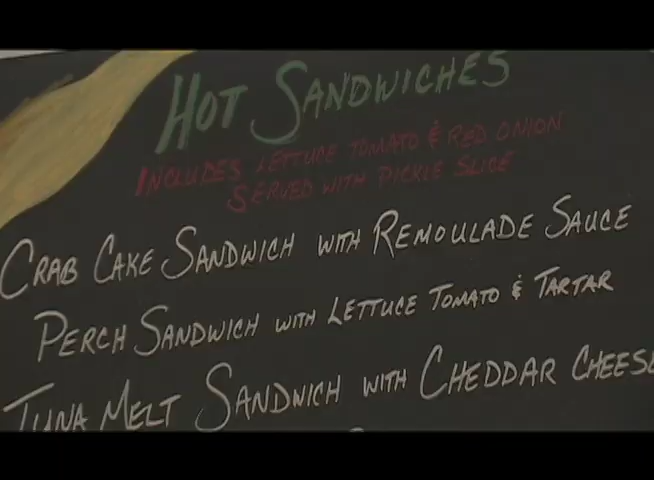 HOT SANDWICHES
INCLUDES LETTUCE TOMATO & RED ONION
SERVED WITH PICKLE SLICE
CRAB CAKE SANDWICH WITH REMOULADE SAUCE
PERCH SANDWICH WITH LETTUCE TOMATO & TARTAR
TUNA MELT SANDWICH WITH CHEDDAR CHEESE